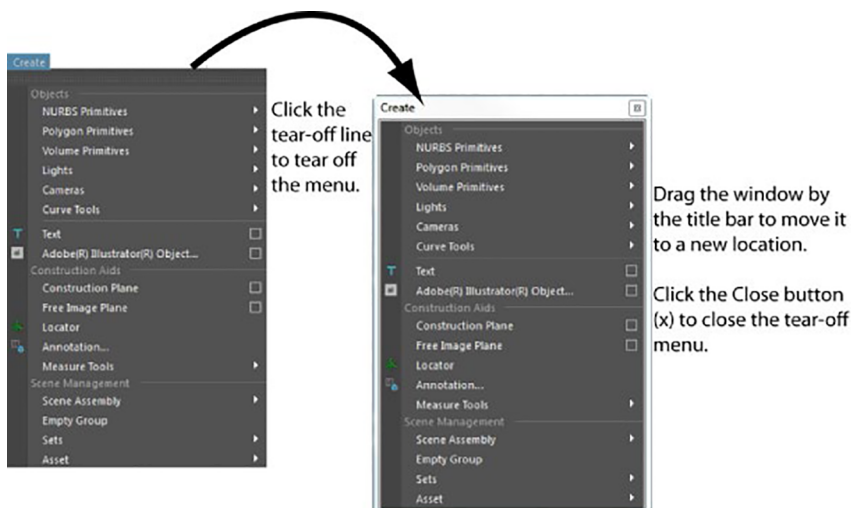 Create
Objects
NURBS Primitives
Polygon Primitives
Volume Primitives
Lights
Cameras
Curve Tools
Text
Adobe(R) Illustrator(R) Object...
Construction Aids
Construction Plane
Free Image Plane
Locator
Annotation...
Measure Tools
Scene Management
Scene Assembly
Empty Group
Sets
Asset
Click the
tear-off line
to tear off
the menu.
Create
Objects
NURBS Primitives
Polygon Primitives
Volume Primitives
Lights
Cameras
Curve Tools
Text
Adobe(R) Illustrator(R) Object...
Construction Aids
Construction Plane
Free Image Plane
Locator
Annotation...
Measure Tools
Scene Management
Scene Assembly
Empty Group
Sets
Asset
Drag the window by
the title bar to move it
to a new location.
Click the Close button
(x) to close the tear-off
menu.